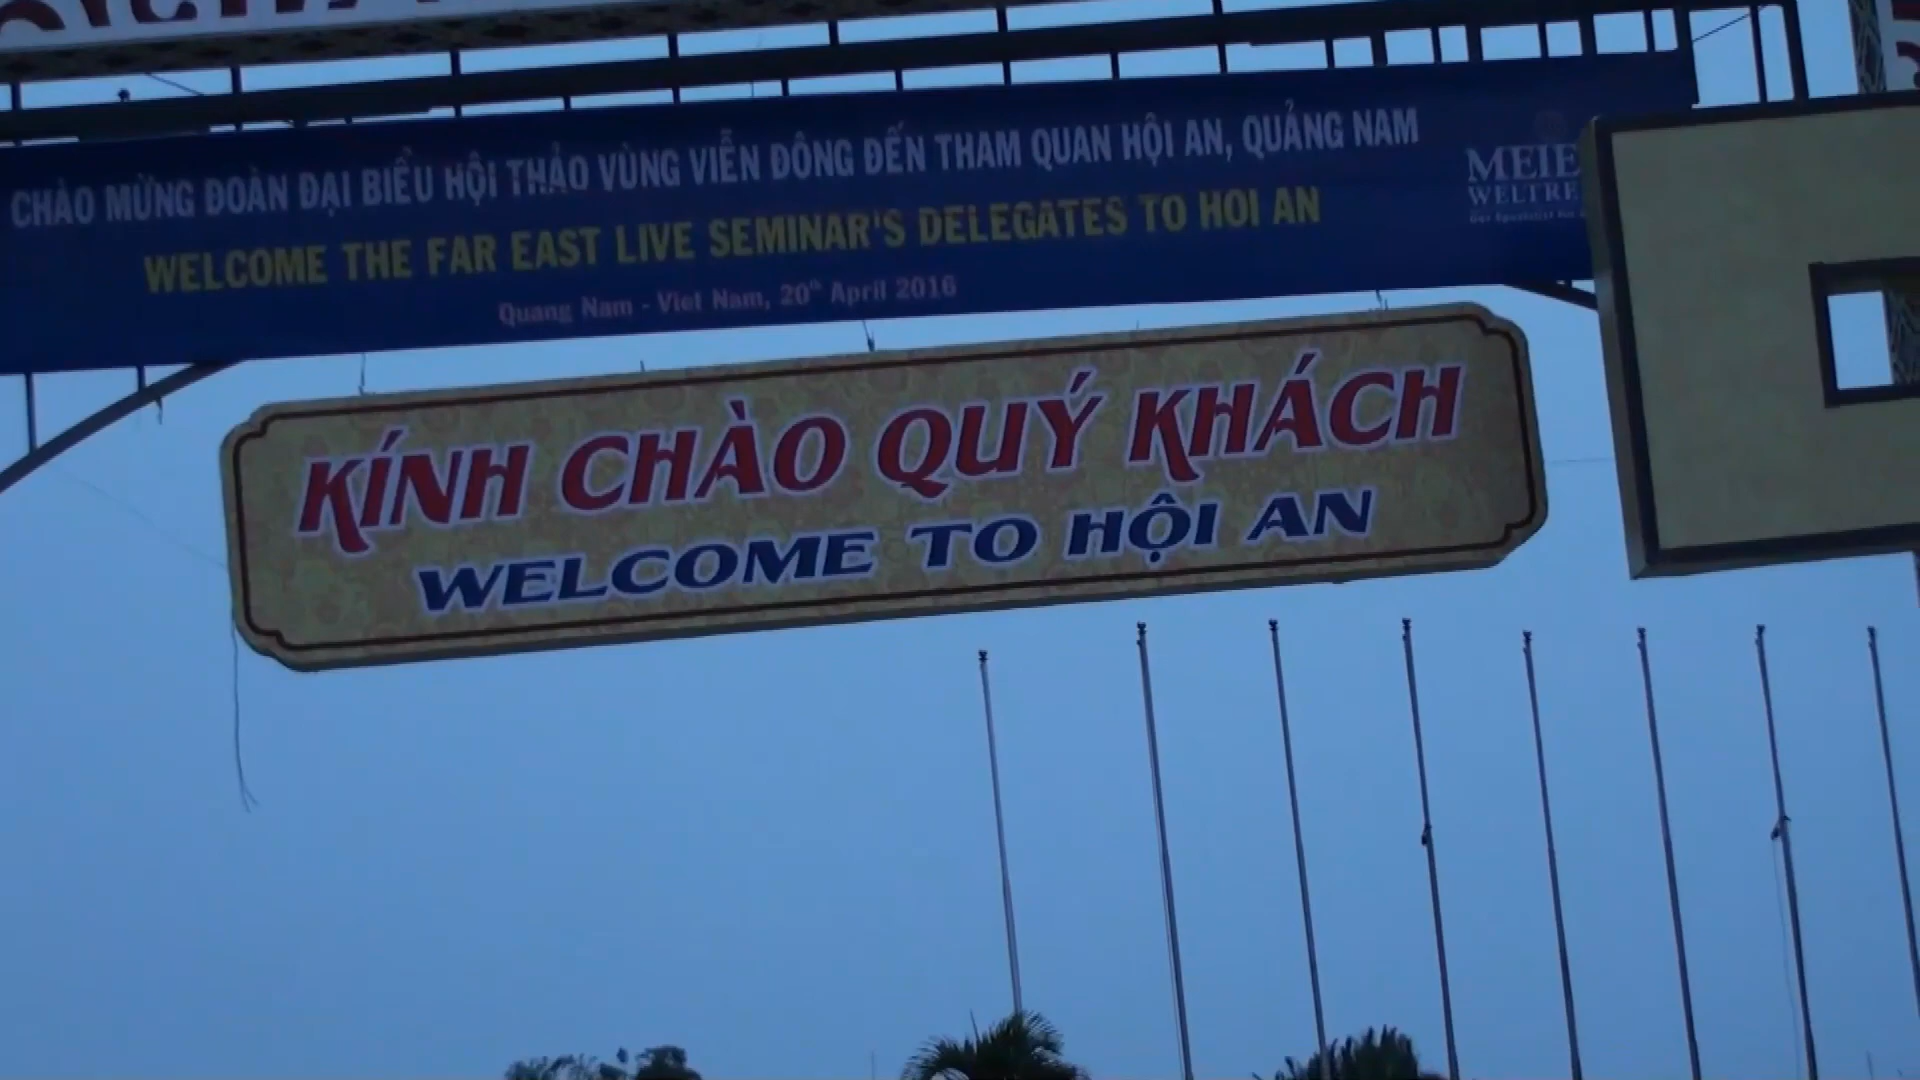 CHÀO MỪNG ĐOÀN ĐẠI BIỂU HỘI THẢO VÙNG VIỄN ĐÔNG ĐẾN THAM QUAN HỘI AN, QUẢNG NAM
WELCOME THE FAR EAST LIVE SEMINAR'S DELEGATES TO HOI AN
Quang Nam - Viet Nam, 20th April 2016
KÍNH CHÀO QUÝ KHÁCH
WELCOME TO HỘI AN